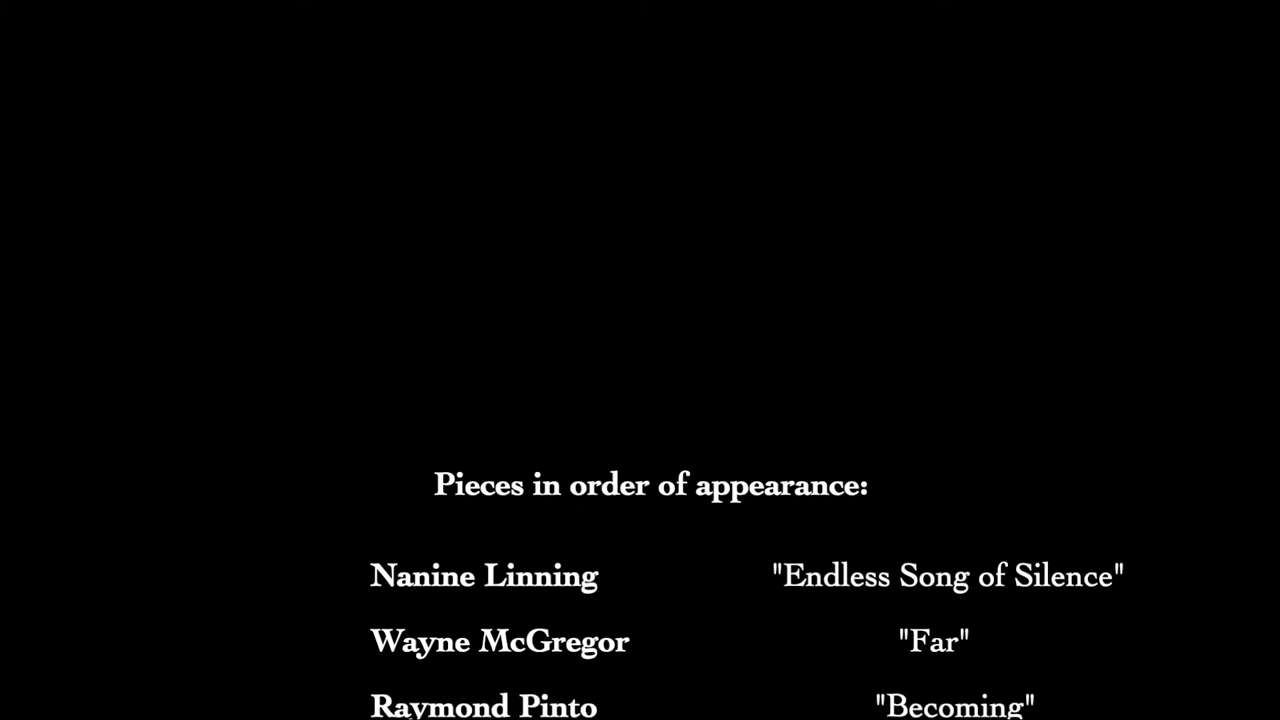 Pieces in order of appearance:
Nanine Linning "Endless Song of Silence"
Wayne McGregor "Far"
Raymond Pinto "Becoming"